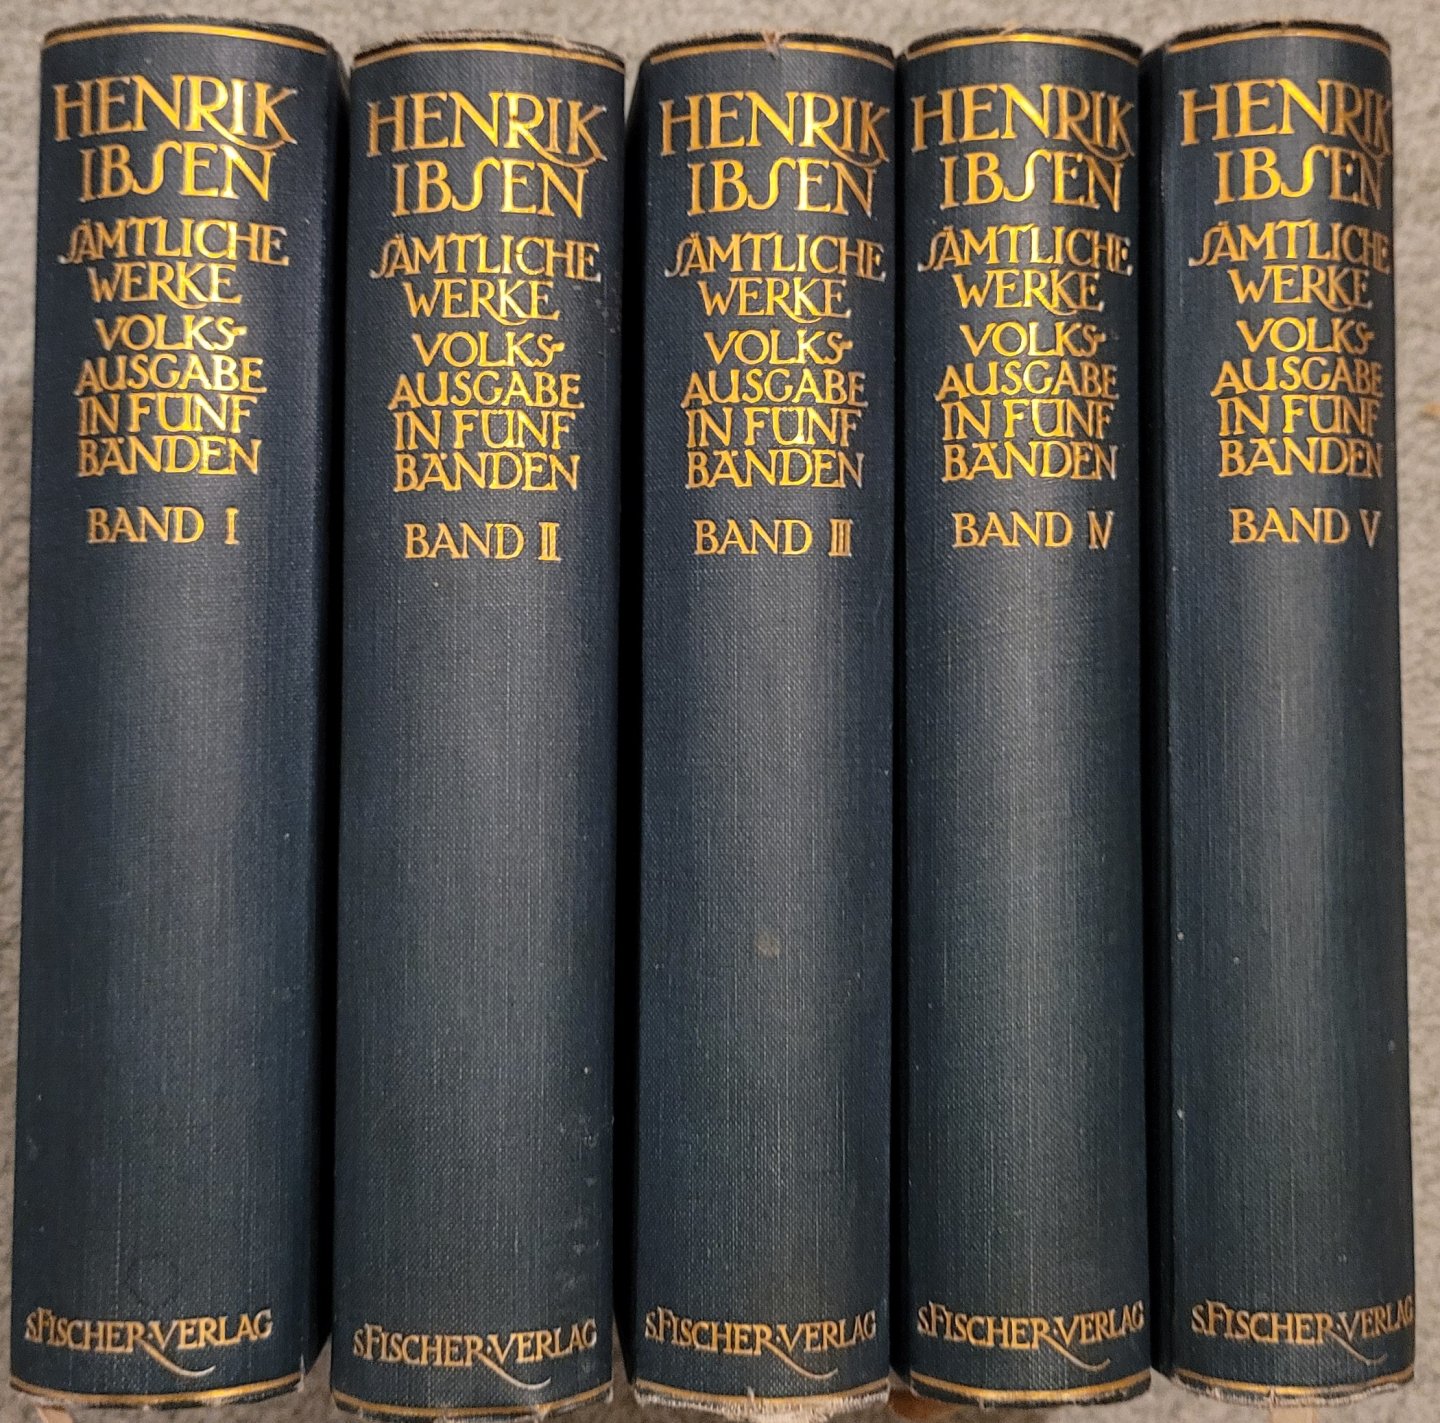 HENRIK
IBSEN
SÄMTLICHE
WERKE
VOLKS-
AUSGABE
IN FÜNF
BÄNDEN
BAND I
S. FISCHER·VERLAG
HENRIK
IBSEN
SÄMTLICHE
WERKE
VOLKS-
AUSGABE
IN FÜNF
BÄNDEN
BAND II
S. FISCHER·VERLAG
HENRIK
IBSEN
SÄMTLICHE
WERKE
VOLKS-
AUSGABE
IN FÜNF
BÄNDEN
BAND III
S. FISCHER·VERLAG
HENRIK
IBSEN
SÄMTLICHE
WERKE
VOLKS-
AUSGABE
IN FÜNF
BÄNDEN
BAND IV
S. FISCHER·VERLAG
HENRIK
IBSEN
SÄMTLICHE
WERKE
VOLKS-
AUSGABE
IN FÜNF
BÄNDEN
BAND V
S. FISCHER·VERLAG